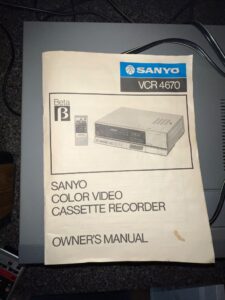 SANYO
VCR 4670
Beta
β
SANYO
COLOR VIDEO
CASSETTE RECORDER
OWNER'S MANUAL